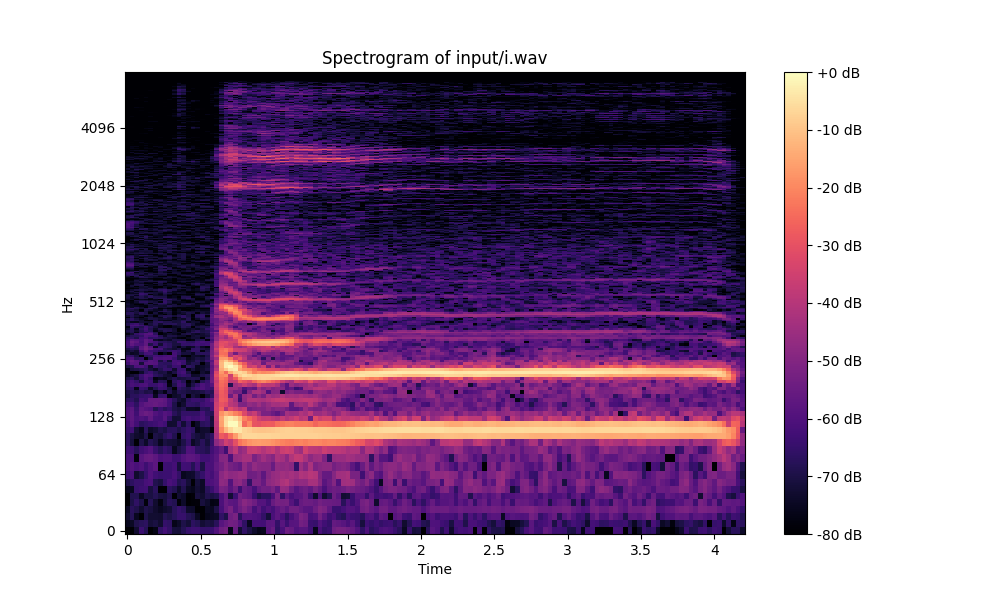 Spectrogram of input/i.wav
Hz
4096
2048
1024
512
256
128
64
0
0
0.5
1
1.5
2
2.5
3
3.5
4
Time
+0 dB
-10 dB
-20 dB
-30 dB
-40 dB
-50 dB
-60 dB
-70 dB
-80 dB